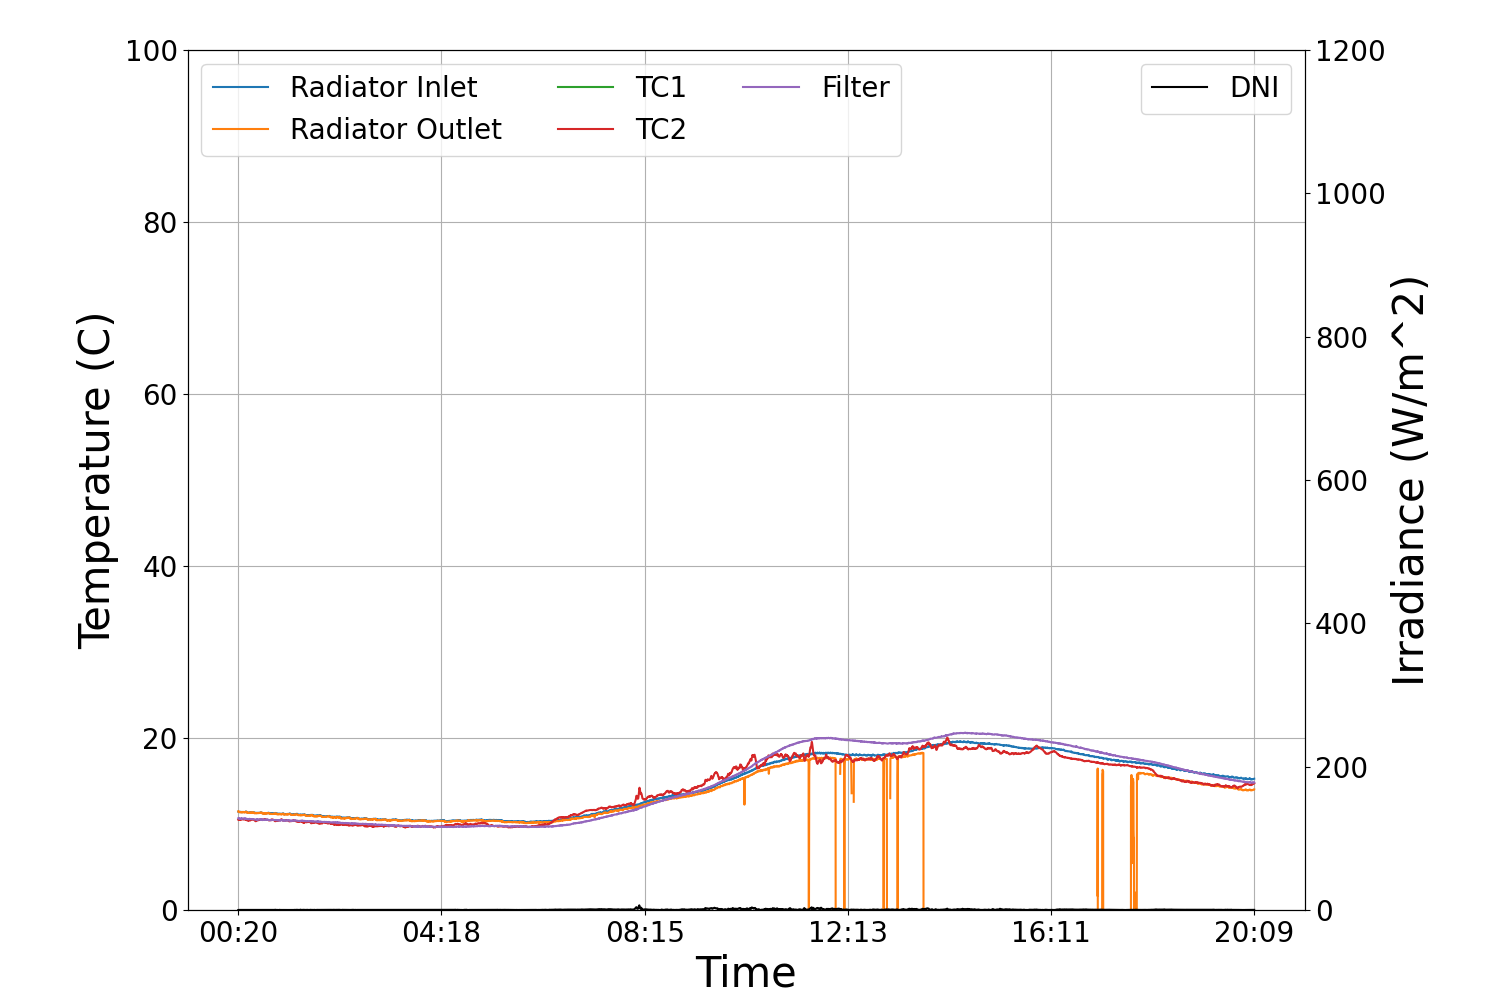 Radiator Inlet
Radiator Outlet
TC1
TC2
Filter
DNI
Temperature (C)
100
80
60
40
20
0
Irradiance (W/m^2)
1200
1000
800
600
400
200
0
00:20 04:18 08:15 12:13 16:11 20:09
Time